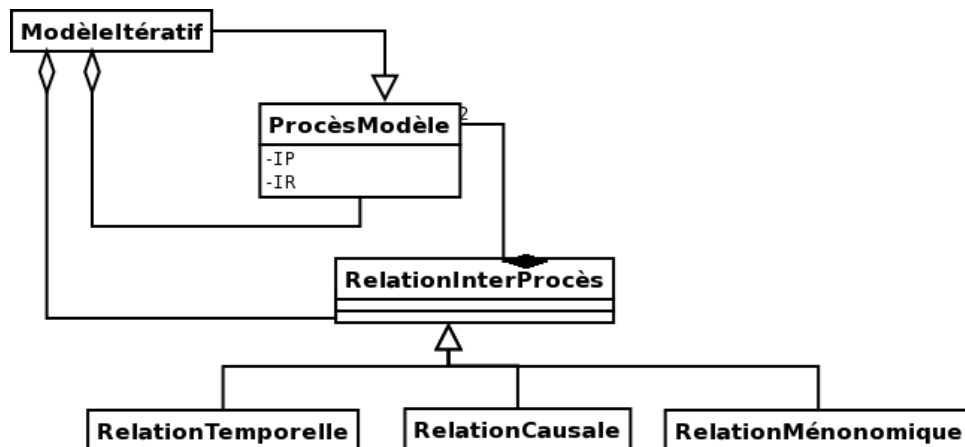 ModèleItératif
2
ProcèsModèle
-IP
-IR
RelationInterProcès
RelationTemporelle
RelationCausale
RelationMénonomique